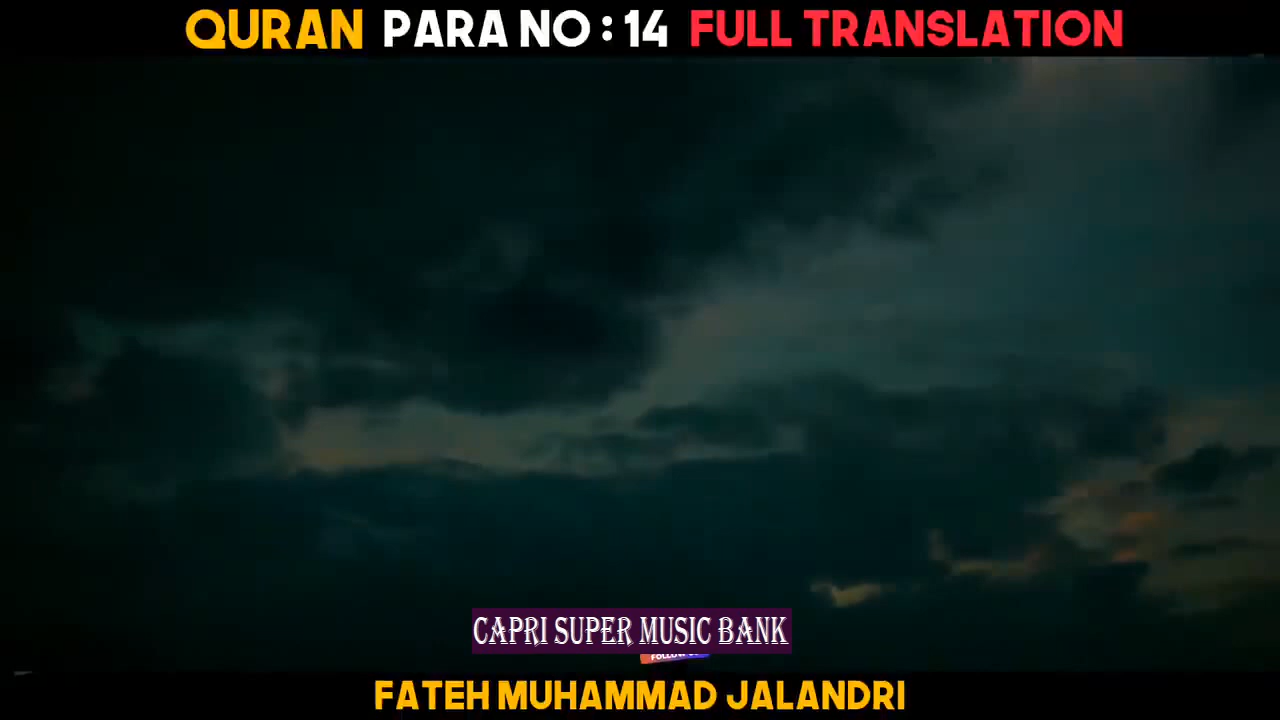 QURAN PARA NO : 14 FULL TRANSLATION
CAPRI SUPER MUSIC BANK
FATEH MUHAMMAD JALANDRI